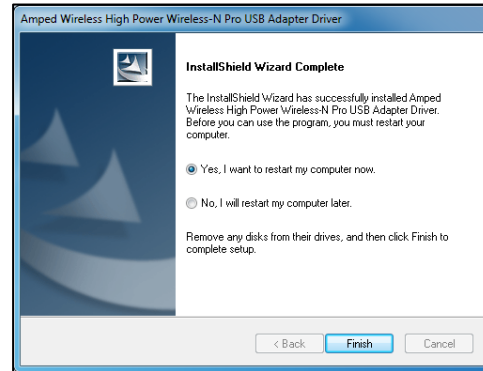 Amped Wireless High Power Wireless-N Pro USB Adapter Driver
InstallShield Wizard Complete
The InstallShield Wizard has successfully installed Amped
Wireless High Power Wireless-N Pro USB Adapter Driver.
Before you can use the program, you must restart your
computer.
Yes, I want to restart my computer now.
No, I will restart my computer later.
Remove any disks from their drives, and then click Finish to
complete setup.
< Back
Finish
Cancel